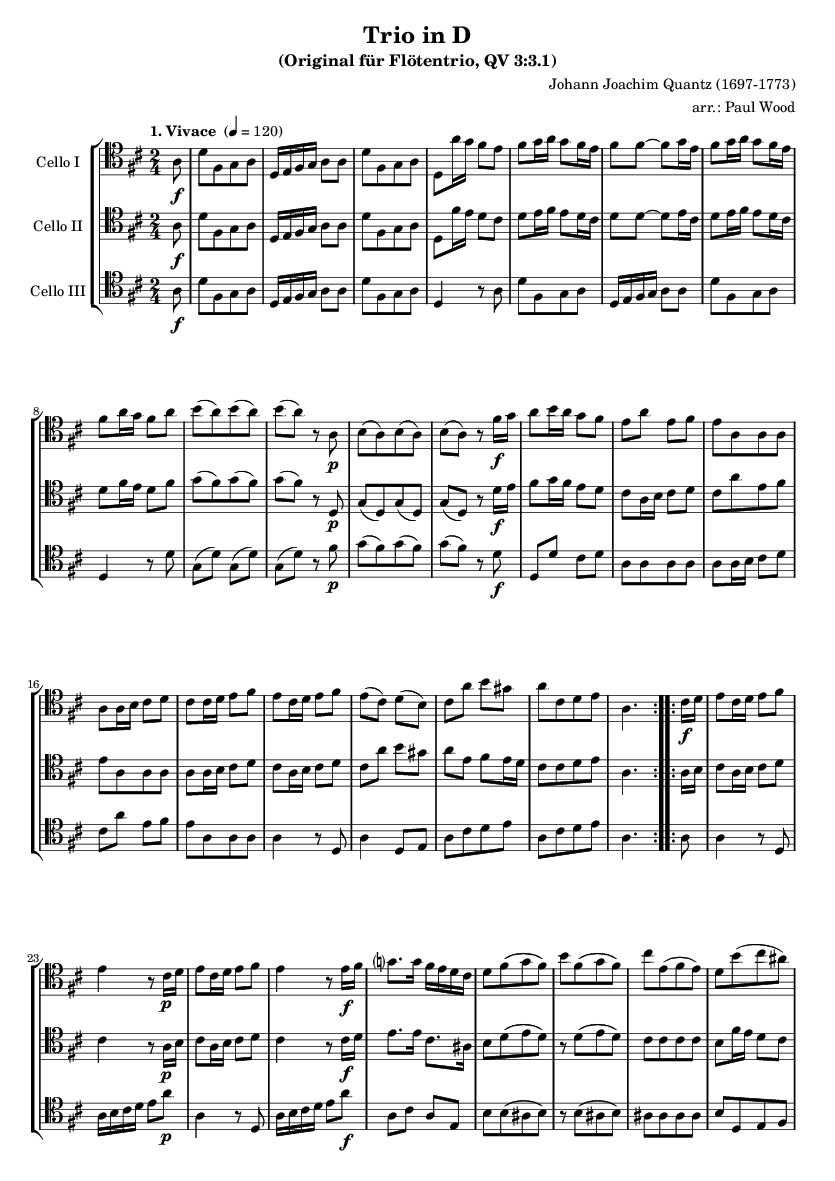 Trio in D
(Original für Flötentrio, QV 3:3.1)
Johann Joachim Quantz (1697-1773)
arr.: Paul Wood
1. Vivace (♩ = 120)
Cello I
f
Cello II
f
Cello III
f
8
p
f
p
f
p
f
16
f
23
p
f
p
f
p
f